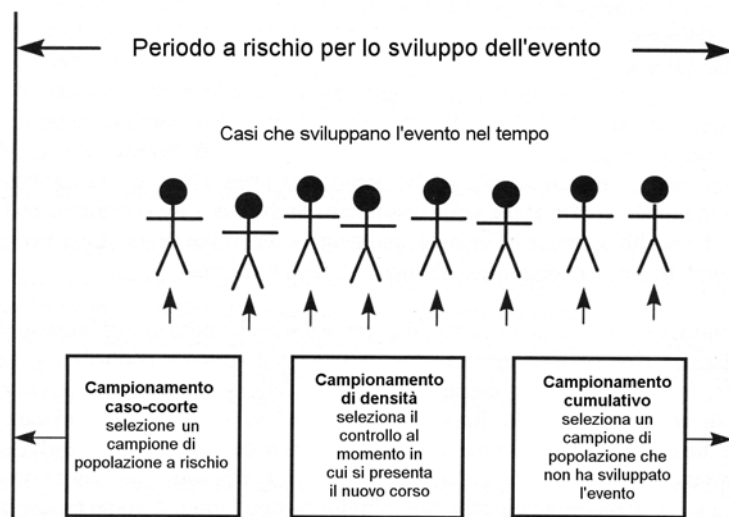 Periodo a rischio per lo sviluppo dell'evento
Casi che sviluppano l'evento nel tempo
Campionamento
caso-coorte
selezione un
campione di
popolazione a rischio
Campionamento
di densità
seleziona il
controllo al
momento in
cui si presenta
il nuovo corso
Campionamento
cumulativo
seleziona un
campione di
popolazione che
non ha sviluppato
l'evento